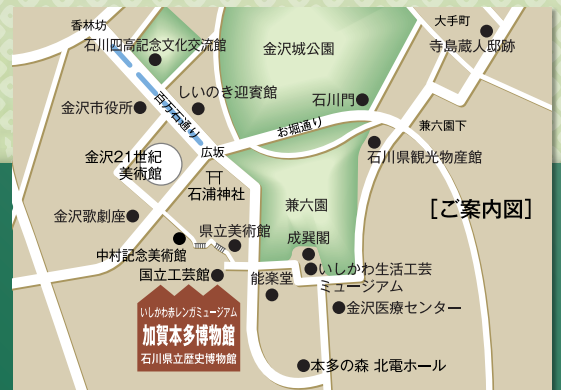 香林坊
大手町
石川四高記念文化交流館
金沢城公園
寺島蔵人邸跡
しいのき迎賓館
石川門
金沢市役所
百万石通り
お堀通り
兼六園下
金沢21世紀
美術館
広坂
石川県観光物産館
石浦神社
兼六園
［ご案内図］
金沢歌劇座
県立美術館
成巽閣
中村記念美術館
国立工芸館
能楽堂
いしかわ生活工芸
ミュージアム
いしかわ赤レンガミュージアム
加賀本多博物館
石川県立歴史博物館
金沢医療センター
本多の森 北電ホール